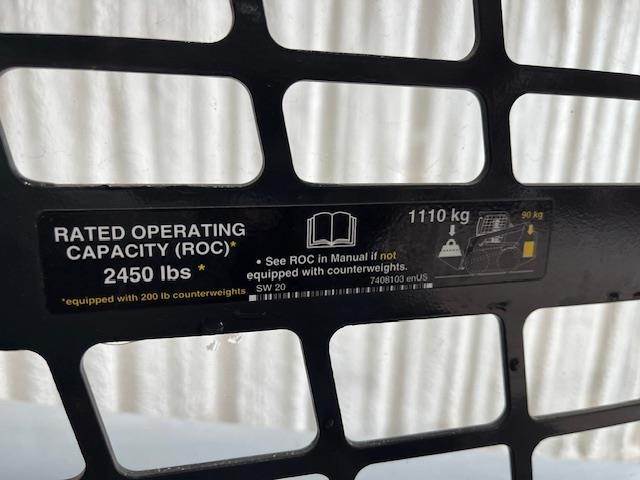 RATED OPERATING
CAPACITY (ROC)*
2450 lbs *
*equipped with 200 lb counterweights
• See ROC in Manual if not
equipped with counterweights.
SW 20
7408103 enUS
1110 kg
90 kg